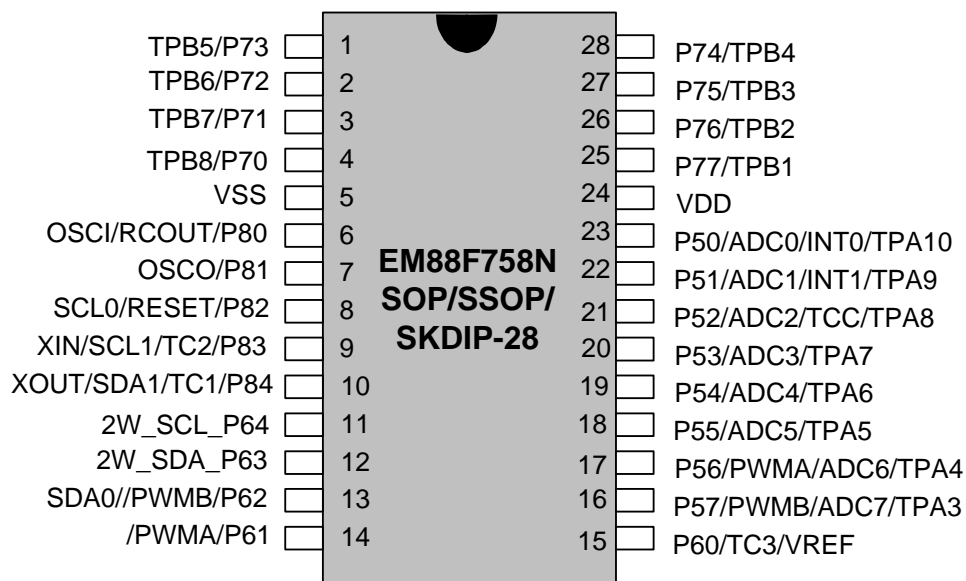 TPB5/P73 1 28 P74/TPB4
TPB6/P72 2 27 P75/TPB3
TPB7/P71 3 26 P76/TPB2
TPB8/P70 4 25 P77/TPB1
VSS 5 24 VDD
OSCI/RCOUT/P80 6 23 P50/ADC0/INT0/TPA10
OSCO/P81 7 22 P51/ADC1/INT1/TPA9
SCL0/RESET/P82 8 21 P52/ADC2/TCC/TPA8
XIN/SCL1/TC2/P83 9 20 P53/ADC3/TPA7
XOUT/SDA1/TC1/P84 10 19 P54/ADC4/TPA6
2W_SCL_P64 11 18 P55/ADC5/TPA5
2W_SDA_P63 12 17 P56/PWMA/ADC6/TPA4
SDA0//PWMB/P62 13 16 P57/PWMB/ADC7/TPA3
/PWMA/P61 14 15 P60/TC3/VREF
EM88F758N
SOP/SSOP/
SKDIP-28